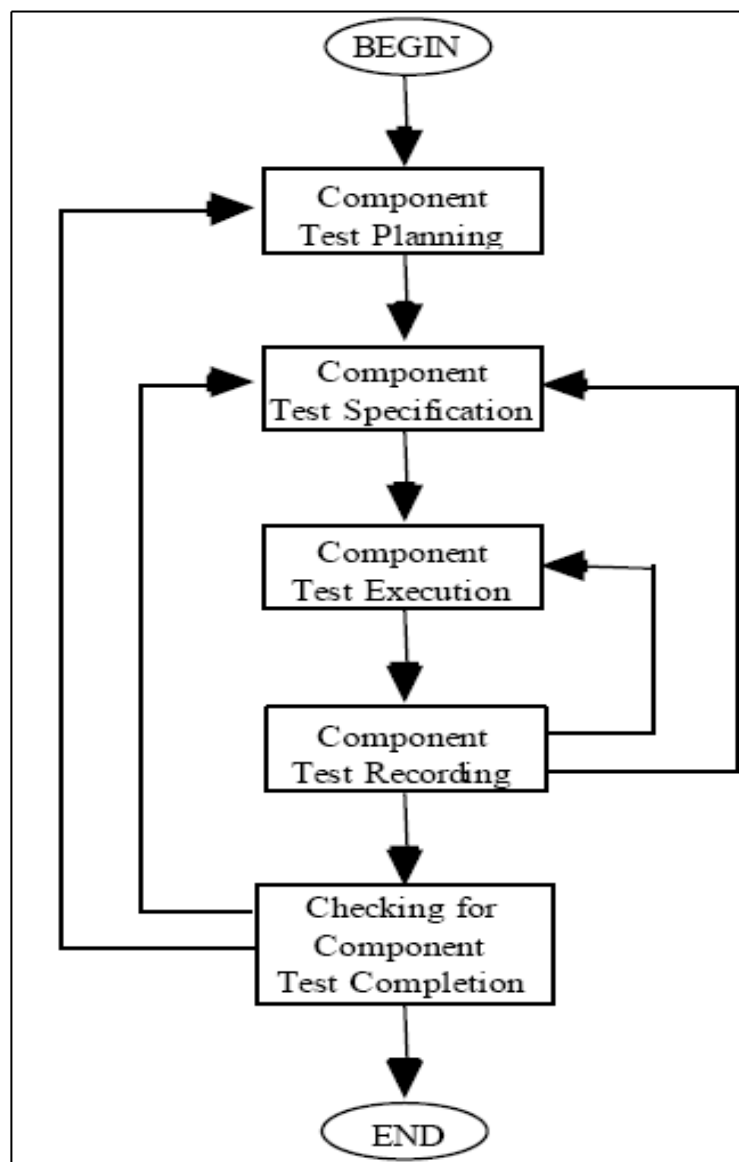 BEGIN
Component
Test Planning
Component
Test Specification
Component
Test Execution
Component
Test Recording
Checking for
Component
Test Completion
END